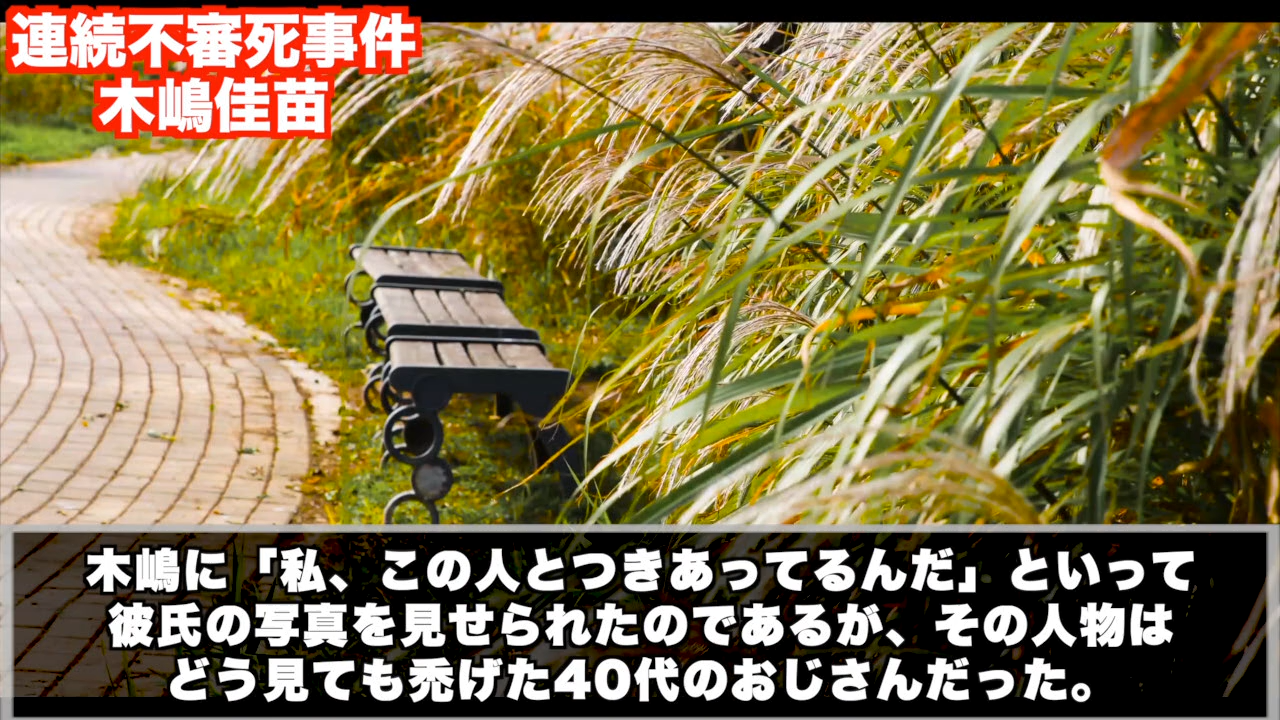 連続不審死事件
木嶋佳苗
木嶋に「私、この人とつきあってるんだ」といって
彼氏の写真を見せられたのであるが、その人物は
どう見ても禿げた40代のおじさんだった。